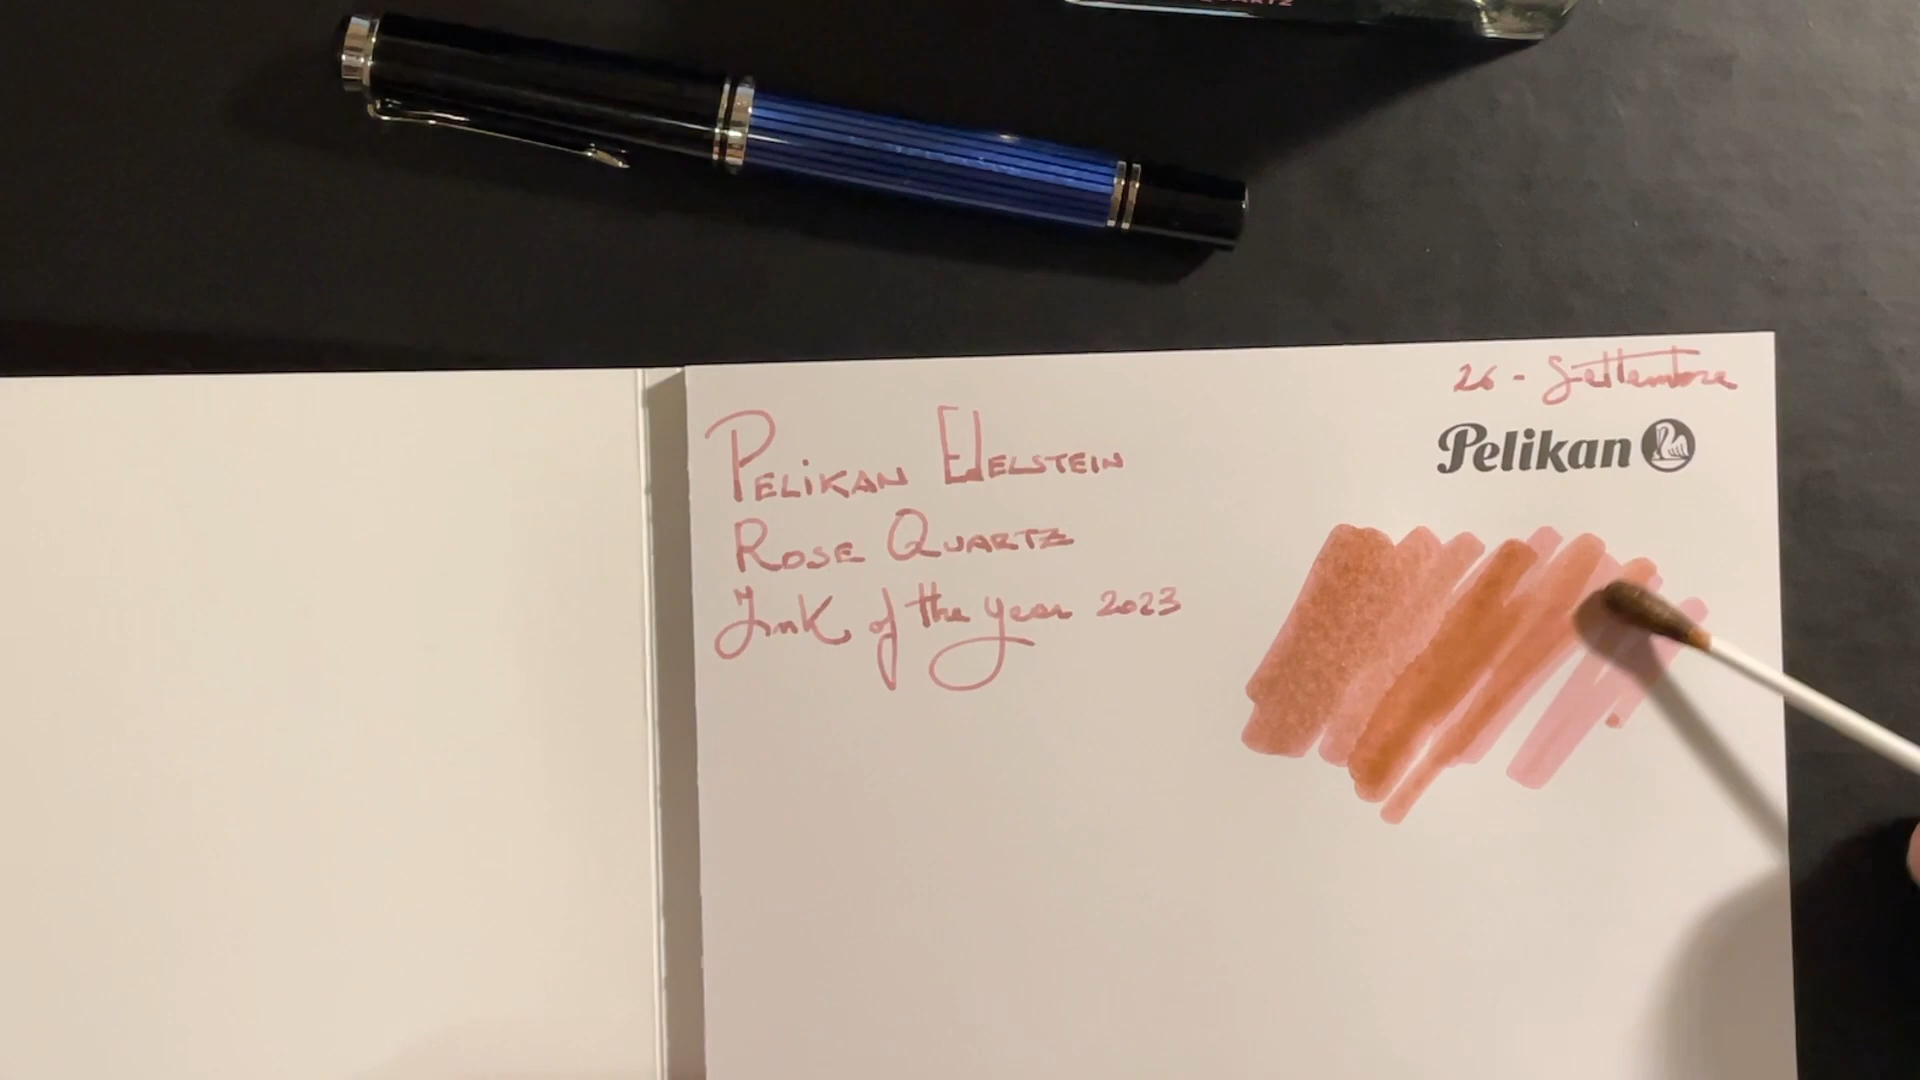 26 - Settembre
Pelikan
Pelikan Edelstein
Rose Quartz
Ink of the year 2023